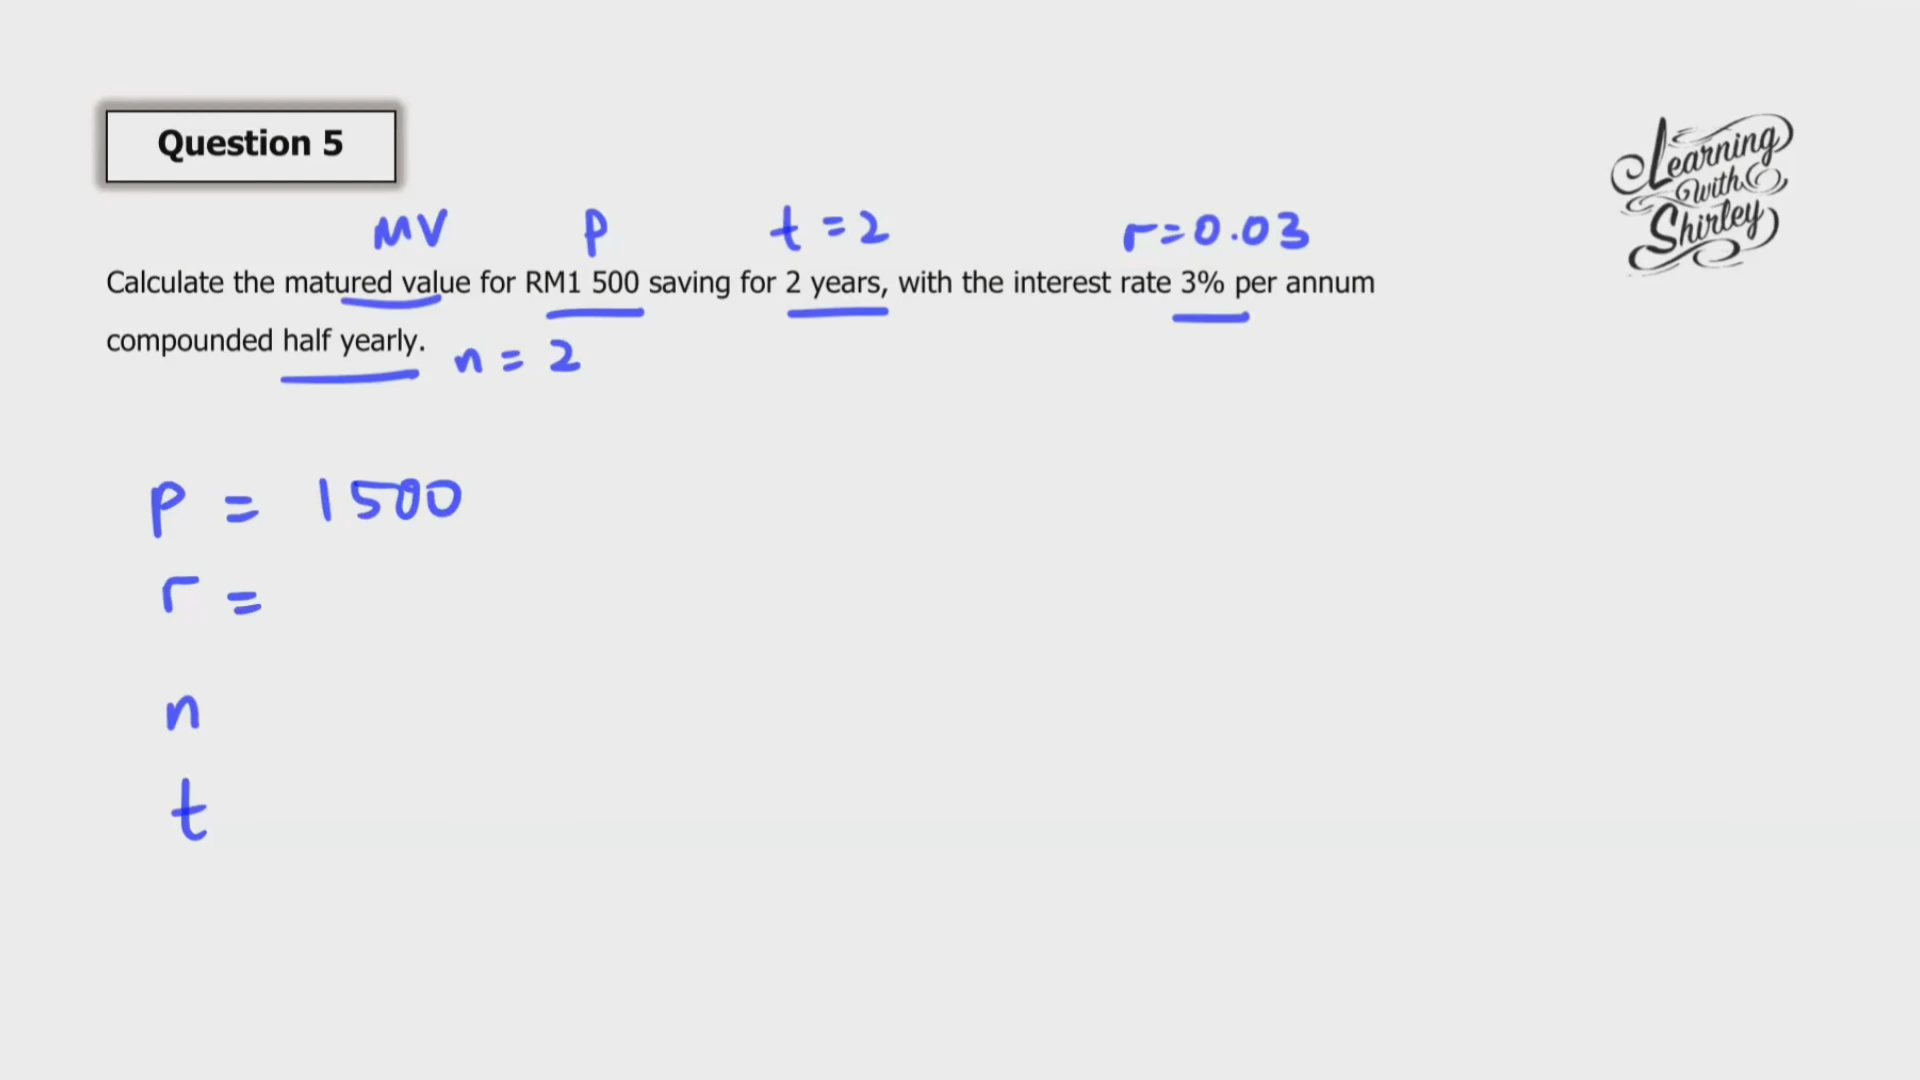 Question 5
Learning
with
Shirley
MV P t = 2 r = 0.03
Calculate the matured value for RM1 500 saving for 2 years, with the interest rate 3% per annum
compounded half yearly. n = 2
P = 1500
r =
n
t